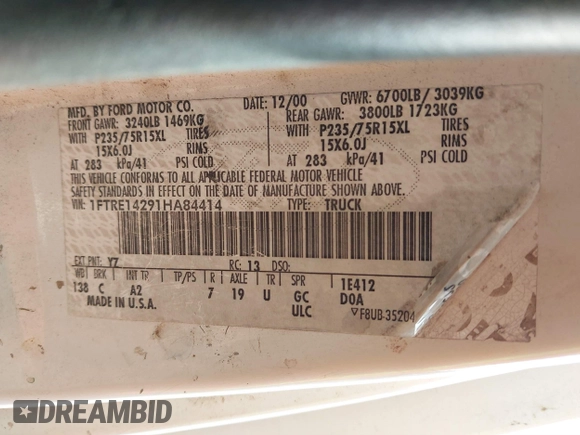 MFD. BY FORD MOTOR CO. DATE: 12/00 GVWR: 6700LB/ 3039KG
FRONT GAWR: 3240LB 1469KG REAR GAWR: 3800LB 1723KG
WITH P235/75R15XL TIRES WITH P235/75R15XL TIRES
15X6.0J RIMS 15X6.0J RIMS
AT 283 kPa/41 PSI COLD AT 283 kPa/41 PSI COLD
THIS VEHICLE CONFORMS TO ALL APPLICABLE FEDERAL MOTOR VEHICLE
SAFETY STANDARDS IN EFFECT ON THE DATE OF MANUFACTURE SHOWN ABOVE.
VIN: 1FTRE14291HA84414 TYPE: TRUCK
EXT PNT: Y7 RC: 13 DSO:
WB BRK INT TR TP/PS R AXLE TR SPR 1E412
138 C A2 7 19 U GC D0A
MADE IN U.S.A. ULC F8UB-35204
DREAMBID